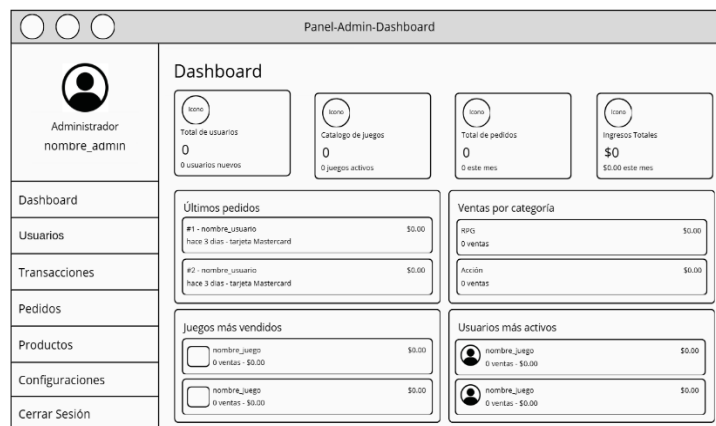 Panel-Admin-Dashboard
Administrador
nombre_admin
Dashboard
Usuarios
Transacciones
Pedidos
Productos
Configuraciones
Cerrar Sesión
Dashboard
Icono
Total de usuarios
0
0 usuarios nuevos
Icono
Catalogo de juegos
0
0 juegos activos
Icono
Total de pedidos
0
0 este mes
Icono
Ingresos Totales
$0
$0.00 este mes
Últimos pedidos
#1 - nombre_usuario $0.00
hace 3 dias - tarjeta Mastercard
#2 - nombre_usuario $0.00
hace 3 dias - tarjeta Mastercard
Ventas por categoría
RPG $0.00
0 ventas
Acción $0.00
0 ventas
Juegos más vendidos
nombre_juego $0.00
0 ventas - $0.00
nombre_juego $0.00
0 ventas - $0.00
Usuarios más activos
nombre_juego $0.00
0 ventas - $0.00
nombre_juego $0.00
0 ventas - $0.00